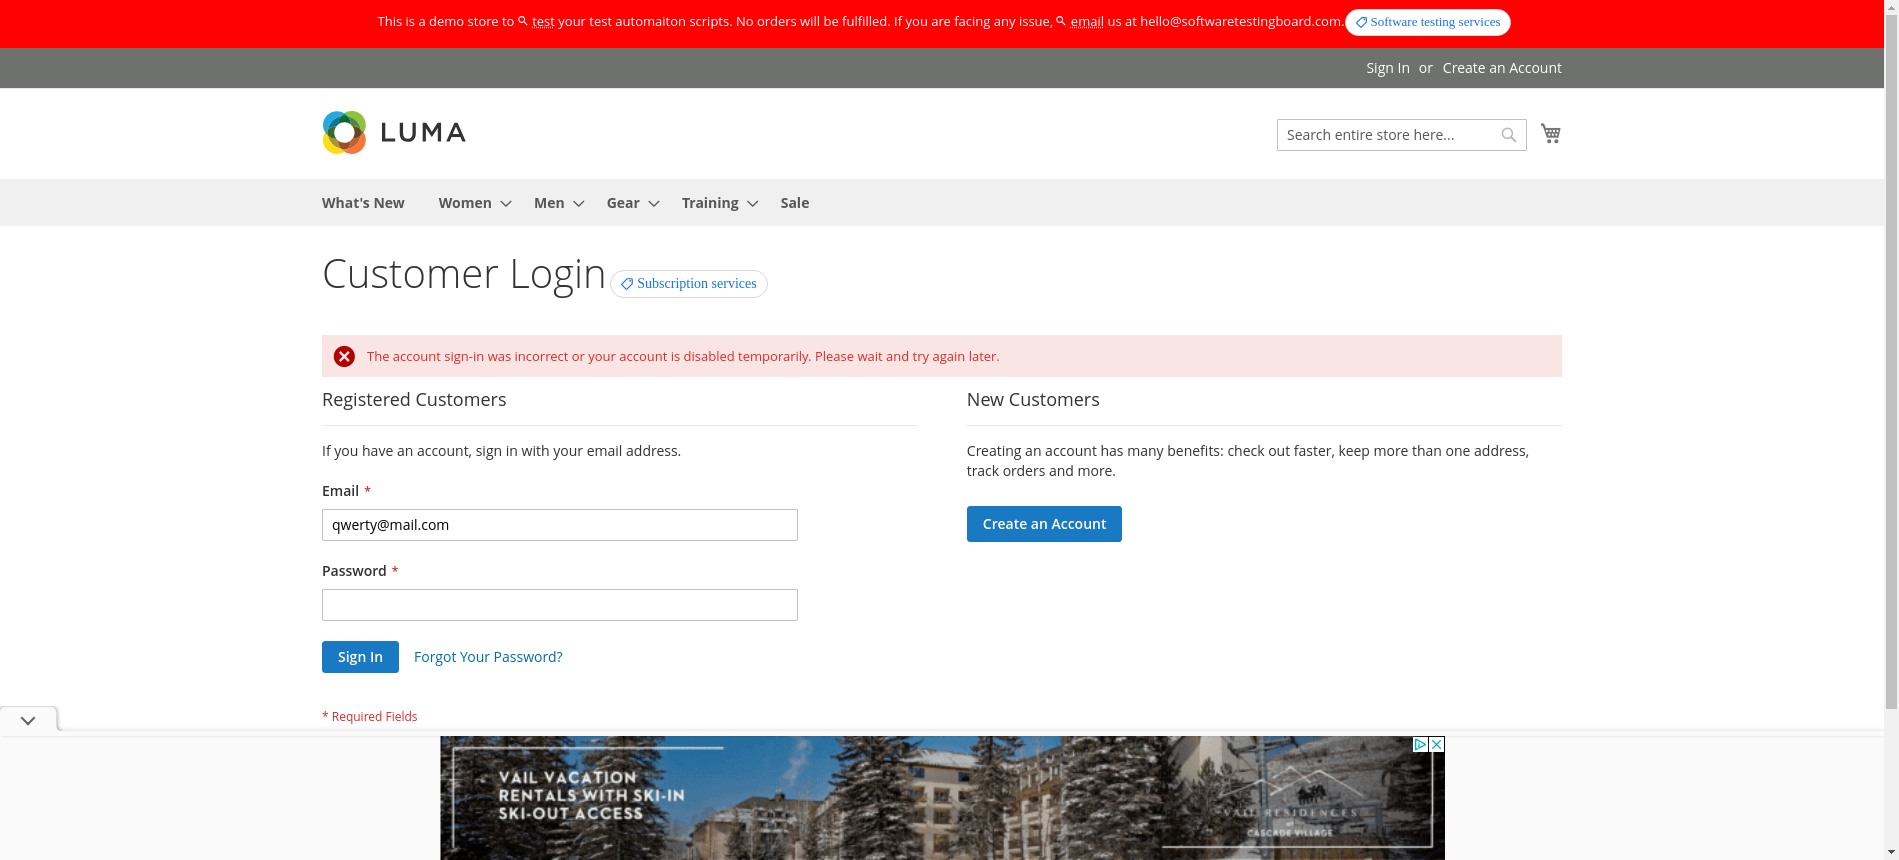 This is a demo store to test your test automaiton scripts. No orders will be fulfilled. If you are facing any issue, email us at hello@softwaretestingboard.com. Software testing services
Sign In or Create an Account
LUMA
Search entire store here...
What's New Women Men Gear Training Sale
Customer Login Subscription services
The account sign-in was incorrect or your account is disabled temporarily. Please wait and try again later.
Registered Customers
If you have an account, sign in with your email address.
Email *
qwerty@mail.com
Password *
Sign In Forgot Your Password?
* Required Fields
New Customers
Creating an account has many benefits: check out faster, keep more than one address,
track orders and more.
Create an Account
VAIL VACATION
RENTALS WITH SKI-IN
SKI-OUT ACCESS
VAIL RESIDENCES
CASCADE VILLAGE